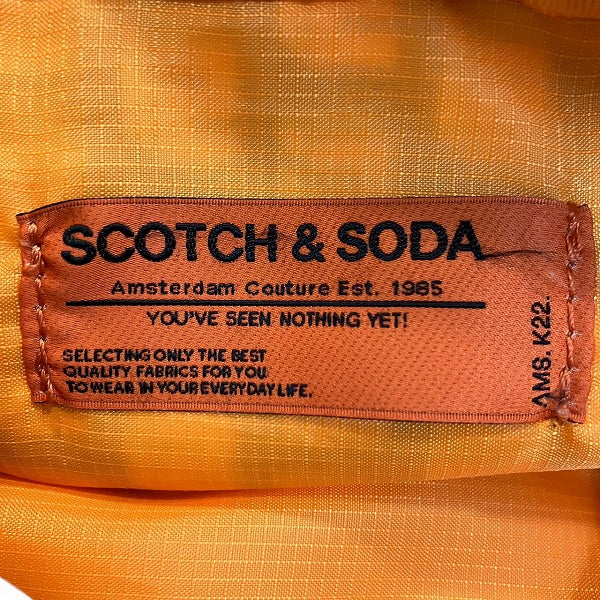 SCOTCH & SODA
Amsterdam Couture Est. 1985
YOU'VE SEEN NOTHING YET!
SELECTING ONLY THE BEST
QUALITY FABRICS FOR YOU
TO WEAR IN YOUR EVERYDAY LIFE.
AMS. K22.